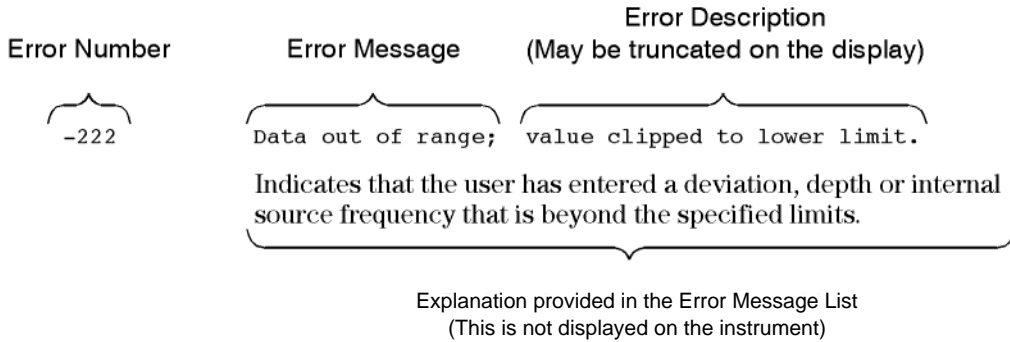 Error Description
Error Number Error Message (May be truncated on the display)
-222 Data out of range; value clipped to lower limit.
Indicates that the user has entered a deviation, depth or internal
source frequency that is beyond the specified limits.
Explanation provided in the Error Message List
(This is not displayed on the instrument)